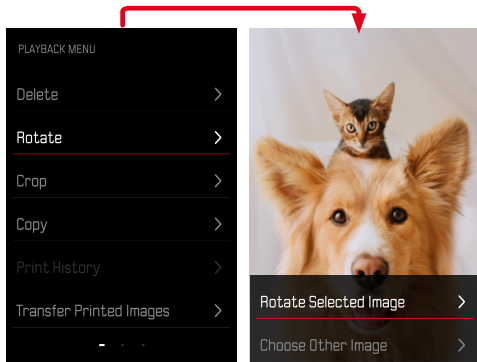 PLAYBACK MENU
Delete
Rotate
Crop
Copy
Print History
Transfer Printed Images
Rotate Selected Image
Choose Other Image